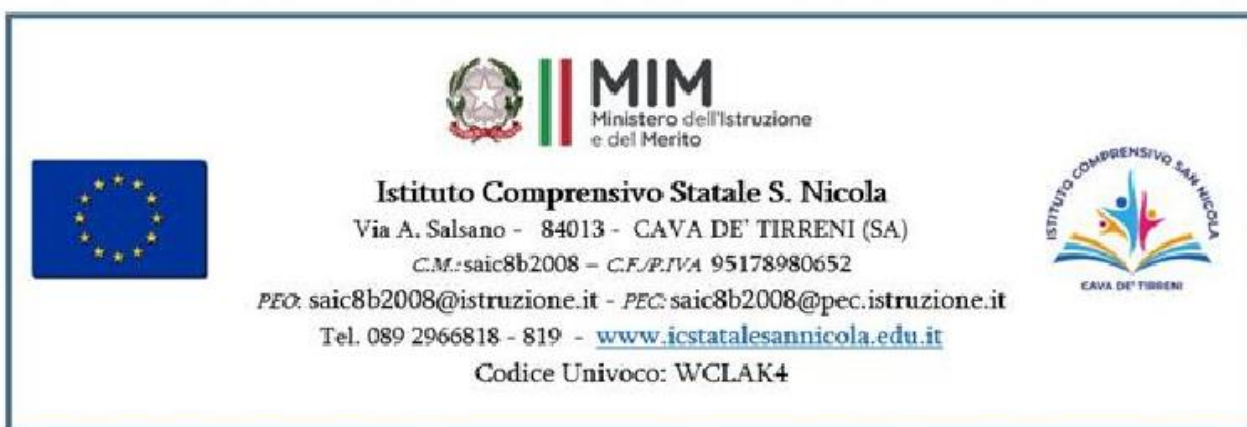 MIM
Ministero dell'Istruzione
e del Merito
Istituto Comprensivo Statale S. Nicola
Via A. Salsano - 84013 - CAVA DE' TIRRENI (SA)
C.M.:saic8b2008 – C.F./P.IVA 95178980652
PEO: saic8b2008@istruzione.it - PEC: saic8b2008@pec.istruzione.it
Tel. 089 2966818 - 819 - www.icstatalesannicola.edu.it
Codice Univoco: WCLAK4
ISTITUTO COMPRENSIVO SAN NICOLA
CAVA DE' TIRRENI